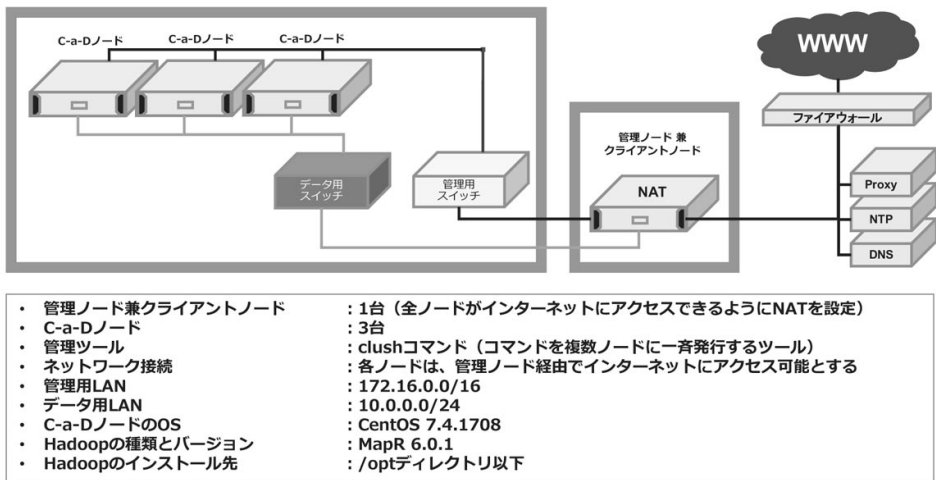 C-a-Dノード C-a-Dノード C-a-Dノード
データ用
スイッチ
管理用
スイッチ
管理ノード 兼
クライアントノード
NAT
WWW
ファイアウォール
Proxy
NTP
DNS
・ 管理ノード兼クライアントノード :1台(全ノードがインターネットにアクセスできるようにNATを設定)
・ C-a-Dノード :3台
・ 管理ツール :clushコマンド(コマンドを複数ノードに一斉発行するツール)
・ ネットワーク接続 :各ノードは、管理ノード経由でインターネットにアクセス可能とする
・ 管理用LAN :172.16.0.0/16
・ データ用LAN :10.0.0.0/24
・ C-a-DノードのOS :CentOS 7.4.1708
・ Hadoopの種類とバージョン :MapR 6.0.1
・ Hadoopのインストール先 :/optディレクトリ以下